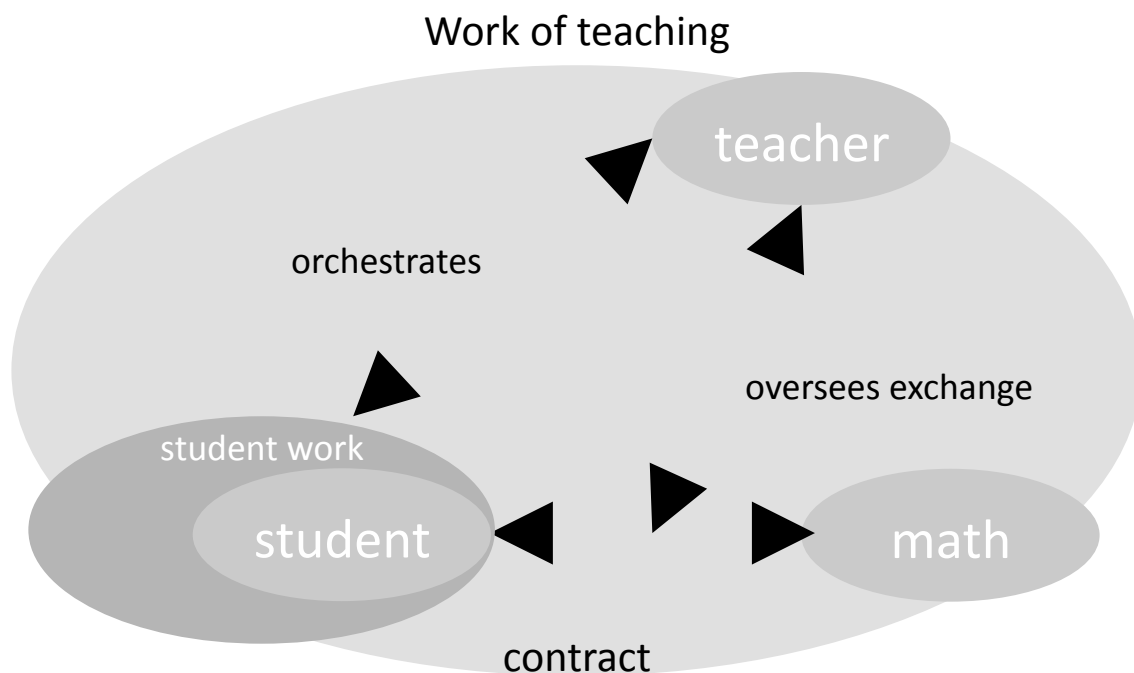 Work of teaching
teacher
orchestrates
oversees exchange
student work
student
math
contract